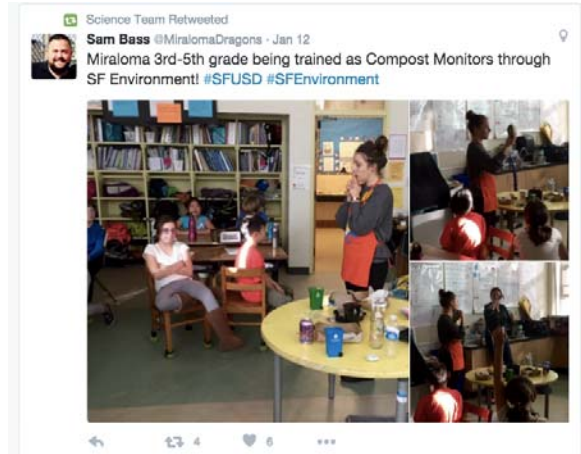 Science Team Retweeted
Sam Bass @MiralomaDragons · Jan 12
Miraloma 3rd-5th grade being trained as Compost Monitors through
SF Environment! #SFUSD #SFEnvironment
4
6